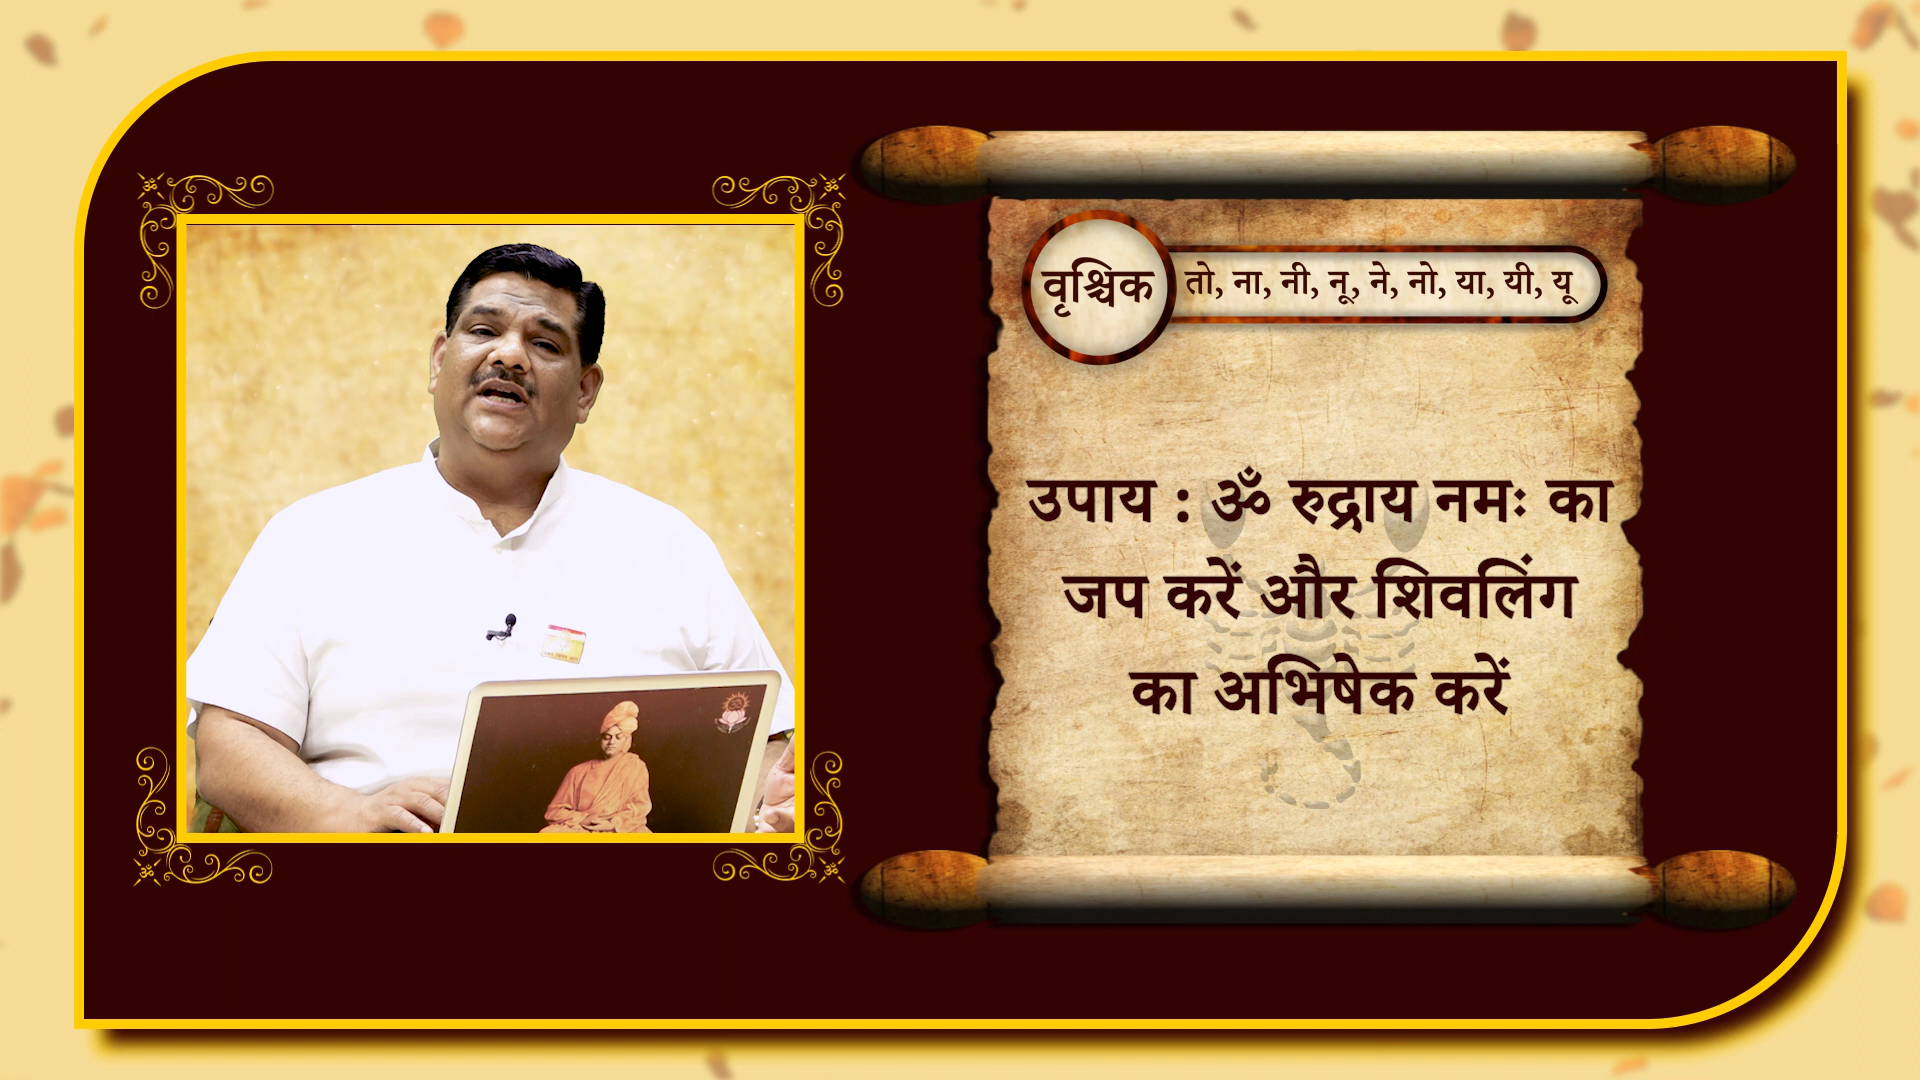 वृश्चिक
तो, ना, नी, नू, ने, नो, या, यी, यू
उपाय : ॐ रुद्राय नमः का
जप करें और शिवलिंग
का अभिषेक करें